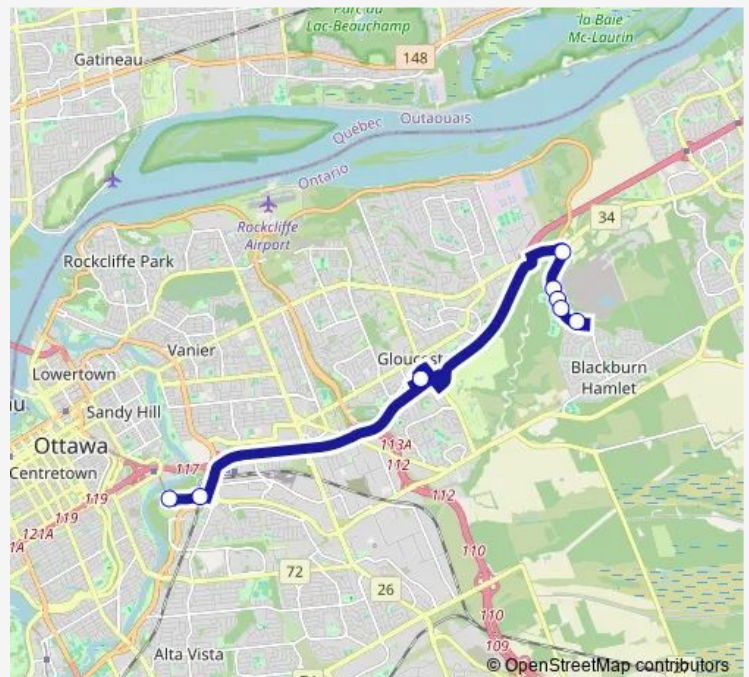 Parc du
Lac-Beauchamp
la Baie
Mc-Laurin
Gatineau
148
Québec
Outaouais
Ontario
34
Rockcliffe
Airport
Rockcliffe Park
Vanier
Lowertown
Sandy Hill
Ottawa
Centretown
117
119
119
121A
Blackburn
Hamlet
113A
112
112
110
110
109
72
26
Alta Vista
© OpenStreetMap contributors